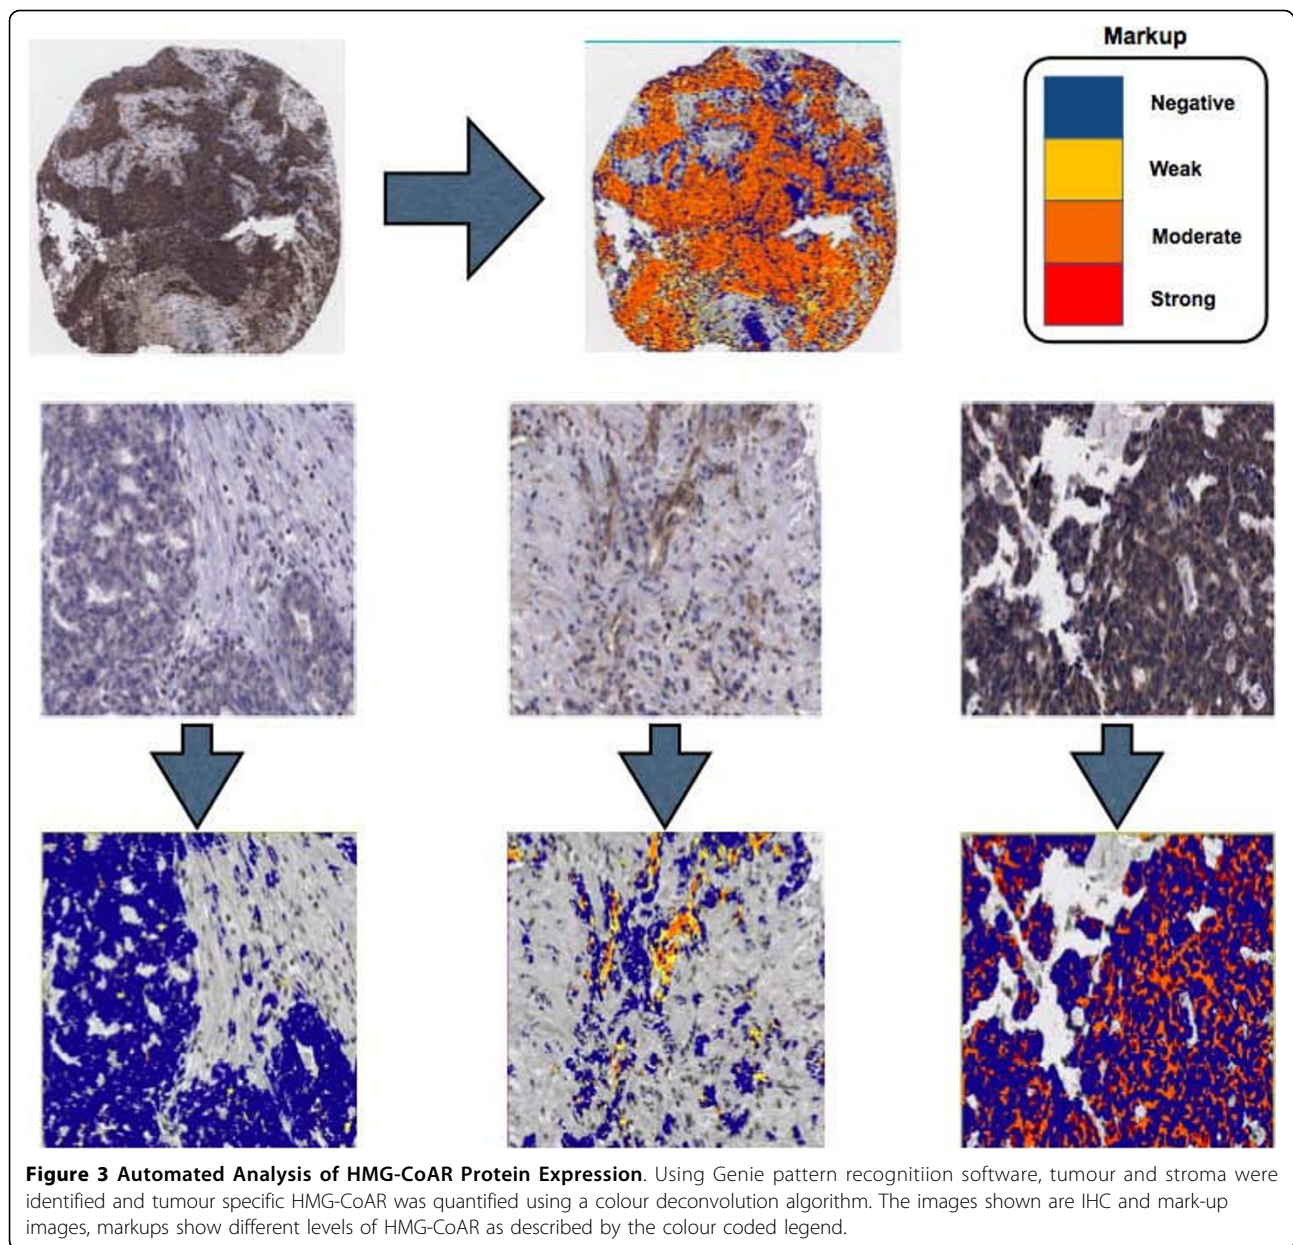 Markup
Negative
Weak
Moderate
Strong
Figure 3 Automated Analysis of HMG-CoAR Protein Expression. Using Genie pattern recognitiion software, tumour and stroma were
identified and tumour specific HMG-CoAR was quantified using a colour deconvolution algorithm. The images shown are IHC and mark-up
images, markups show different levels of HMG-CoAR as described by the colour coded legend.